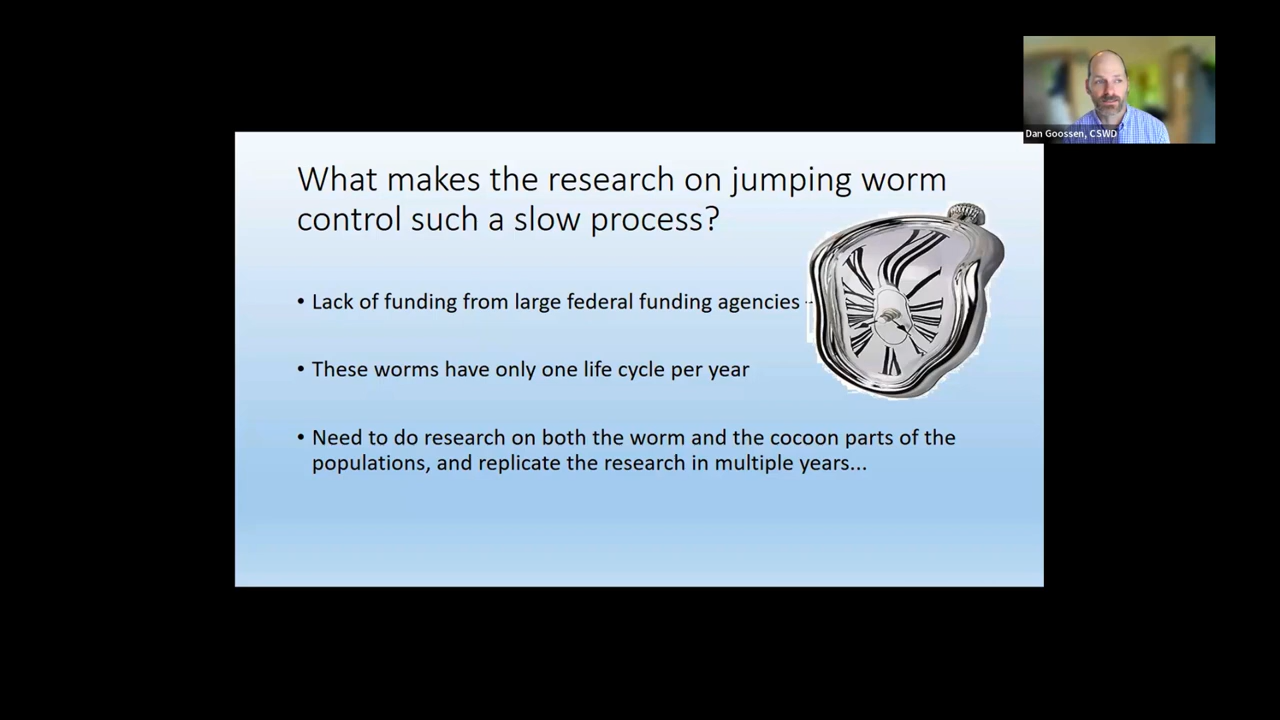 Dan Goossen, CSWD
What makes the research on jumping worm
control such a slow process?
• Lack of funding from large federal funding agencies
• These worms have only one life cycle per year
• Need to do research on both the worm and the cocoon parts of the
populations, and replicate the research in multiple years...